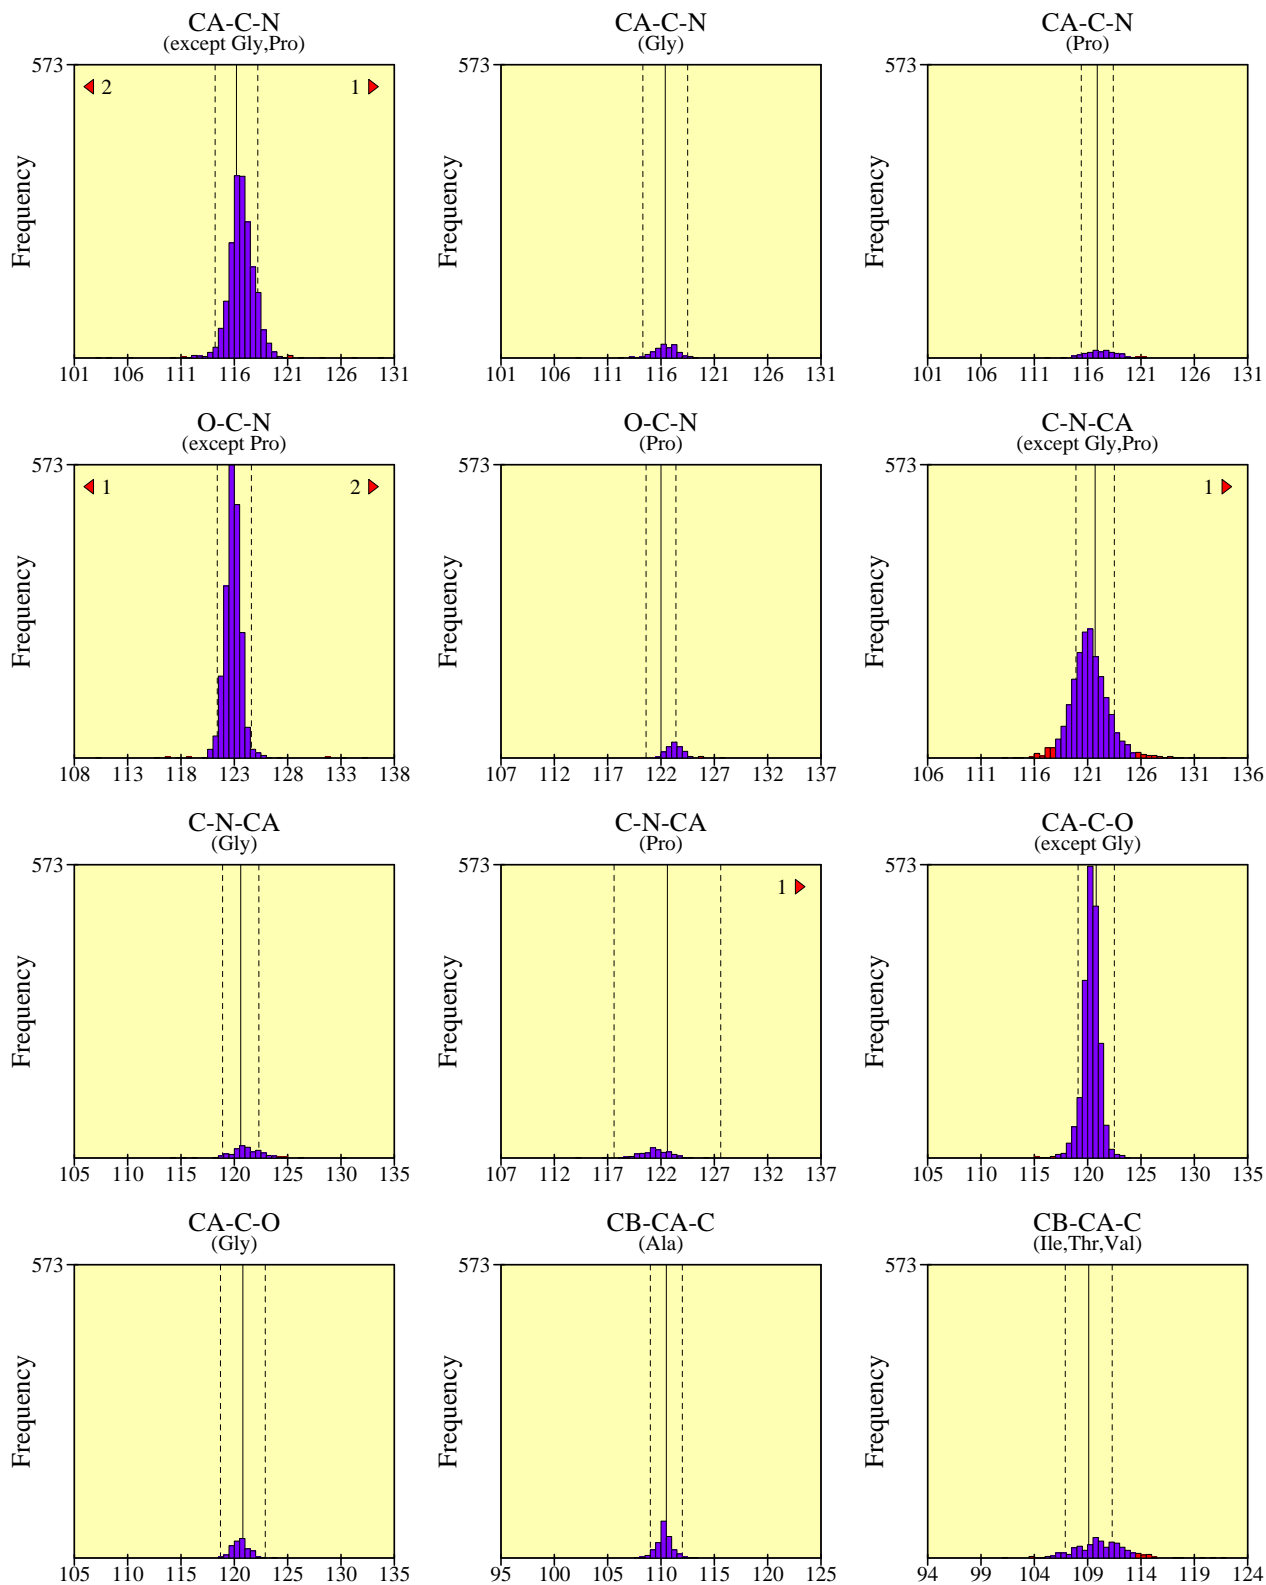 CA-C-N
(except Gly,Pro)
573
2
1
Frequency
101 106 111 116 121 126 131
CA-C-N
(Gly)
573
Frequency
101 106 111 116 121 126 131
CA-C-N
(Pro)
573
Frequency
101 106 111 116 121 126 131
O-C-N
(except Pro)
573
1
2
Frequency
108 113 118 123 128 133 138
O-C-N
(Pro)
573
Frequency
107 112 117 122 127 132 137
C-N-CA
(except Gly,Pro)
573
1
Frequency
106 111 116 121 126 131 136
C-N-CA
(Gly)
573
Frequency
105 110 115 120 125 130 135
C-N-CA
(Pro)
573
1
Frequency
107 112 117 122 127 132 137
CA-C-O
(except Gly)
573
Frequency
105 110 115 120 125 130 135
CA-C-O
(Gly)
573
Frequency
105 110 115 120 125 130 135
CB-CA-C
(Ala)
573
Frequency
95 100 105 110 115 120 125
CB-CA-C
(Ile,Thr,Val)
573
Frequency
94 99 104 109 114 119 124